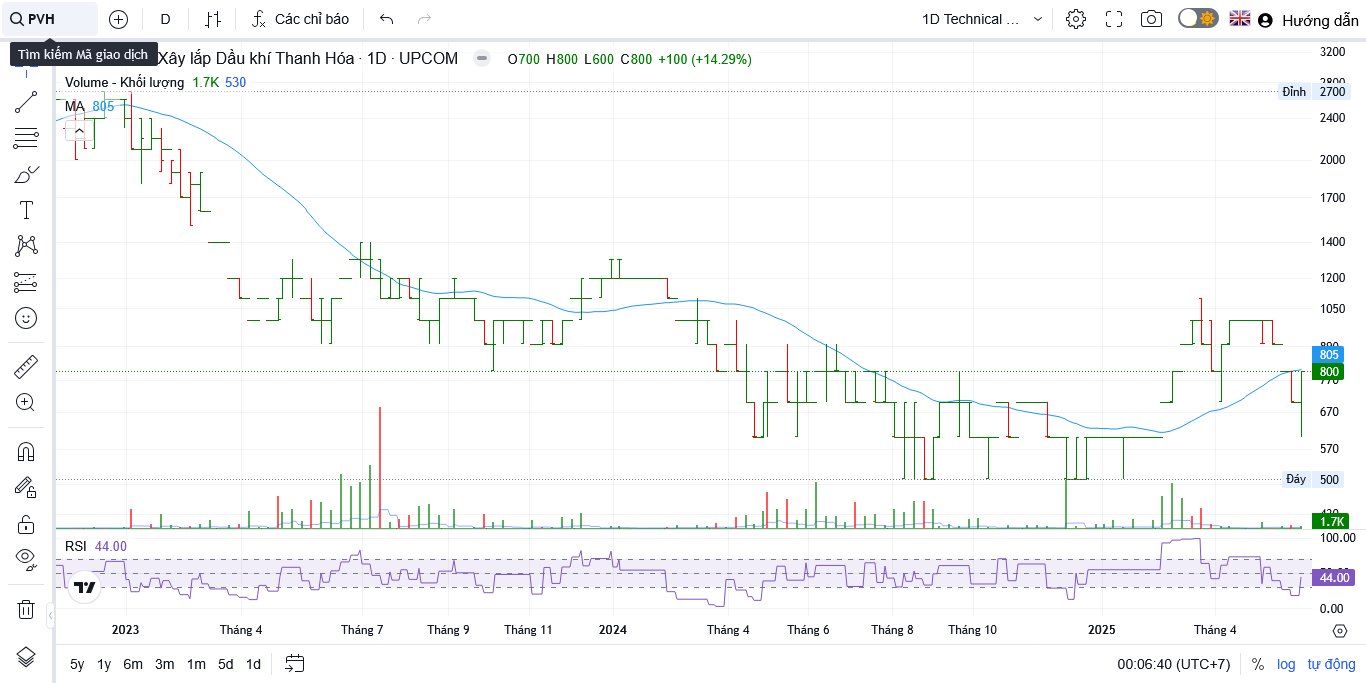 PVH D Các chỉ báo 1D Technical ... Hướng dẫn
Tìm kiếm Mã giao dịch
Xây lắp Dầu khí Thanh Hóa · 1D · UPCOM O700 H800 L600 C800 +100 (+14.29%)
Volume - Khối lượng 1.7K 530
MA 805
3200
2800
Đỉnh 2700
2400
2000
1700
1400
1200
1050
890
805
800
770
670
570
Đáy 500
420
1.7K
RSI 44.00
100.00
50.00
44.00
0.00
2023 Tháng 4 Tháng 7 Tháng 9 Tháng 11 2024 Tháng 4 Tháng 6 Tháng 8 Tháng 10 2025 Tháng 4
5y 1y 6m 3m 1m 5d 1d 00:06:40 (UTC+7) % log tự động